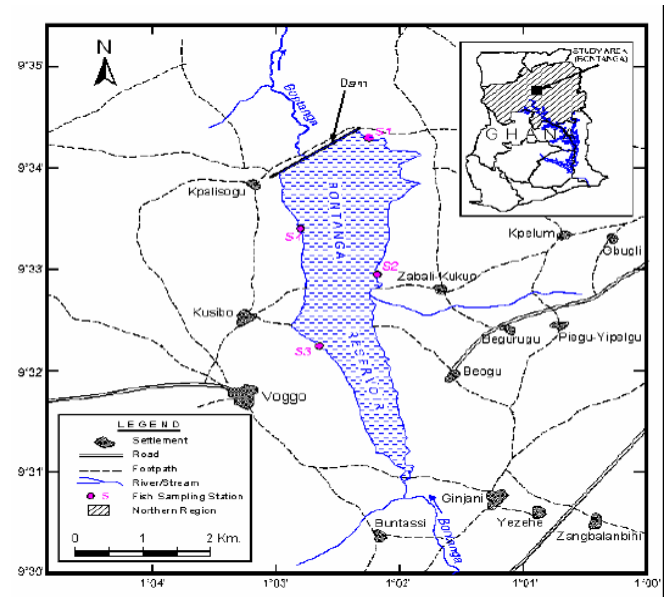 9°35'
9°34'
9°33'
9°32'
9°31'
9°30'
1°04'
1°03'
1°02'
1°01'
1°00'
N
Bontanga
Dam
S1
STUDY AREA
(BONTANGA)
GHANA
Kpalisogu
BONTANGA
RESERVOIR
S2
S3
Kpelum
Obugli
Zabali-Kukuo
Kusibo
Begurugu
Piogu-Yipalgu
Beogu
Voggo
LEGEND
Settlement
Road
Footpath
River/Stream
S Fish Sampling Station
Northern Region
0 1 2 Km.
Ginjani
Yezehe
Zangbalanbihi
Buntassi
Bontanga